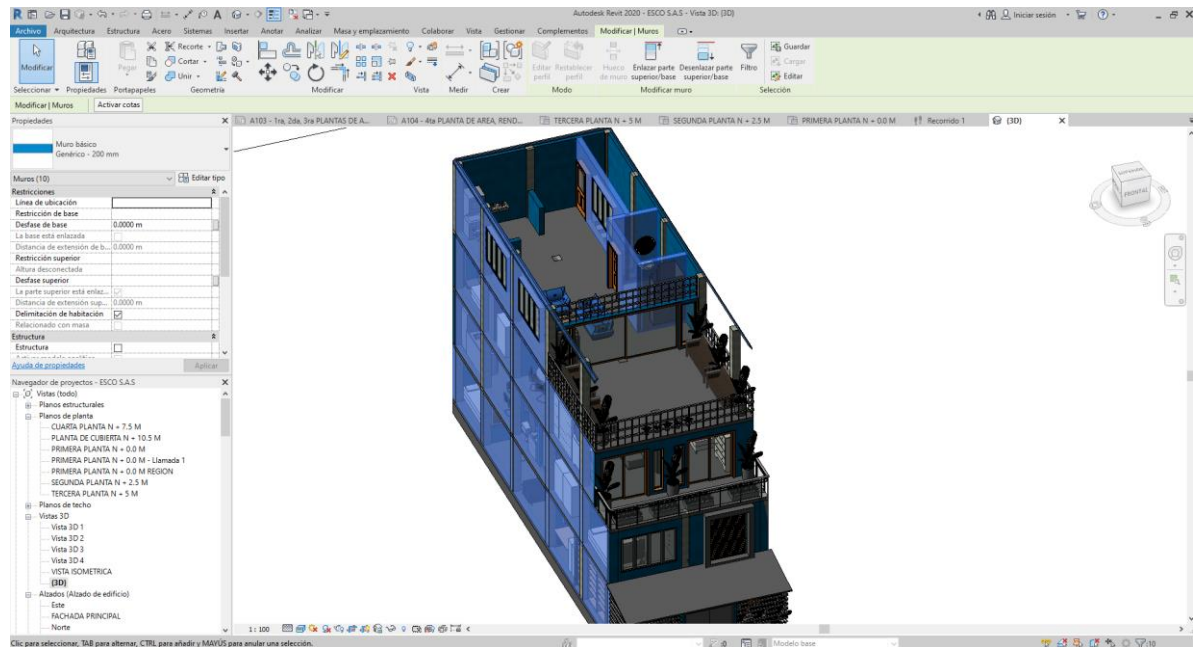 Autodesk Revit 2020 - ESCO S.A.S - Vista 3D: {3D}
Iniciar sesión
Archivo Arquitectura Estructura Acero Sistemas Insertar Anotar Analizar Masa y emplazamiento Colaborar Vista Gestionar Complementos Modificar | Muros
Modificar
Pegar
Recorte
Cortar
Unir
Editar perfil
Restablecer perfil
Hueco de muro
Enlazar parte superior/base
Desenlazar parte superior/base
Filtro
Guardar
Cargar
Editar
Seleccionar Propiedades Portapapeles Geometría Modificar Vista Medir Crear Modo Modificar muro Selección
Modificar | Muros Activar cotas
Propiedades X
A103 - 1ra, 2da, 3ra PLANTAS DE A... A104 - 4ta PLANTA DE AREA, REND... TERCERA PLANTA N + 5 M SEGUNDA PLANTA N + 2.5 M PRIMERA PLANTA N + 0.0 M Recorrido 1 {3D} X
Muro básico
Genérico - 200 mm
Muros (10) Editar tipo
Restricciones
Línea de ubicación
Restricción de base
Desfase de base 0.0000 m
La base está enlazada
Distancia de extensión de b... 0.0000 m
Restricción superior
Altura desconectada
Desfase superior
La parte superior está enlaz...
Distancia de extensión sup... 0.0000 m
Delimitación de habitación
Relacionado con masa
Estructura
Estructura
Ayuda de propiedades Aplicar
Navegador de proyectos - ESCO S.A.S X
Vistas (todo)
Planos estructurales
Planos de planta
CUARTA PLANTA N + 7.5 M
PLANTA DE CUBIERTA N + 10.5 M
PRIMERA PLANTA N + 0.0 M
PRIMERA PLANTA N + 0.0 M - Llamada 1
PRIMERA PLANTA N + 0.0 M REGION
SEGUNDA PLANTA N + 2.5 M
TERCERA PLANTA N + 5 M
Planos de techo
Vistas 3D
Vista 3D 1
Vista 3D 2
Vista 3D 3
Vista 3D 4
VISTA ISOMETRICA
{3D}
Alzados (Alzado de edificio)
Este
FACHADA PRINCIPAL
Norte
FRONTAL
1 : 100
Clic para seleccionar, TAB para alternar, CTRL para añadir y MAYÚS para anular una selección.
:0
Modelo base
:10